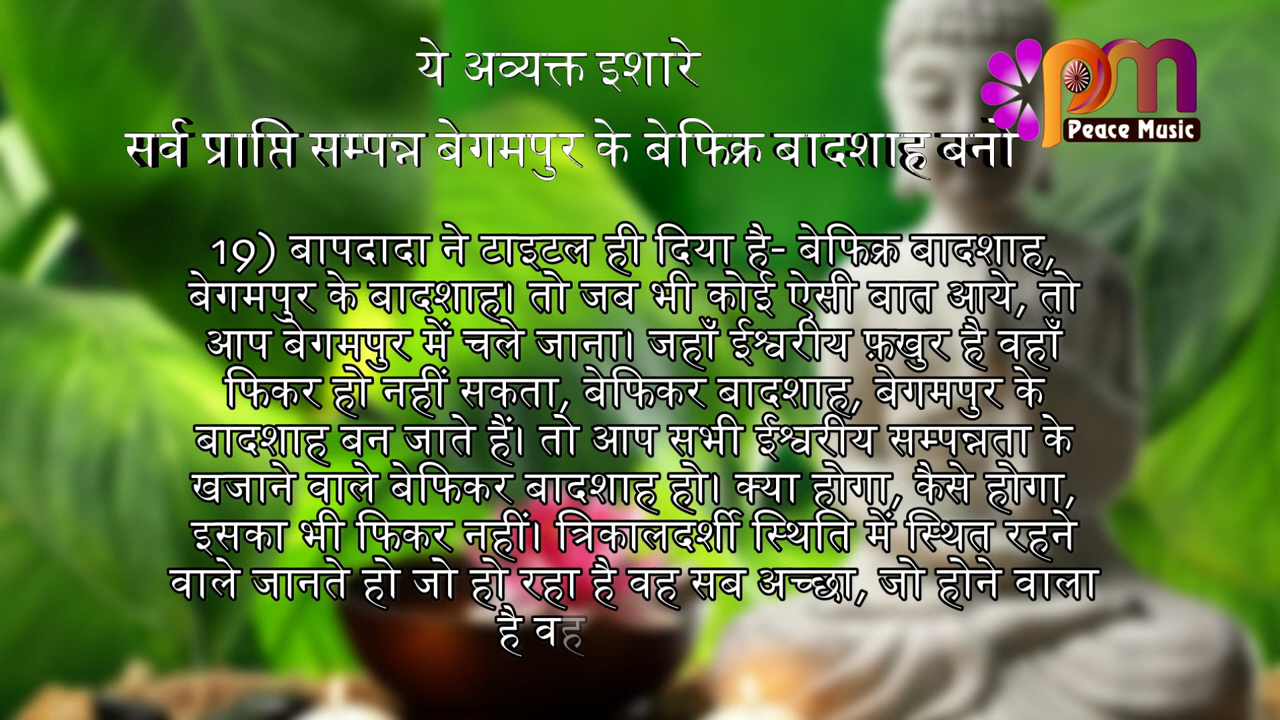 ये अव्यक्त इशारे
सर्व प्राप्ति सम्पन्न बेगमपुर के बेफिक्र बादशाह बनो
pm
Peace Music
19) बापदादा ने टाइटल ही दिया है- बेफिक्र बादशाह,
बेगमपुर के बादशाह। तो जब भी कोई ऐसी बात आये, तो
आप बेगमपुर में चले जाना। जहाँ ईश्वरीय फ़खुर है वहाँ
फिकर हो नहीं सकता, बेफिकर बादशाह, बेगमपुर के
बादशाह बन जाते हैं। तो आप सभी ईश्वरीय सम्पन्नता के
खजाने वाले बेफिकर बादशाह हो। क्या होगा, कैसे होगा,
इसका भी फिकर नहीं। त्रिकालदर्शी स्थिति में स्थित रहने
वाले जानते हो जो हो रहा है वह सब अच्छा, जो होने वाला
है वह